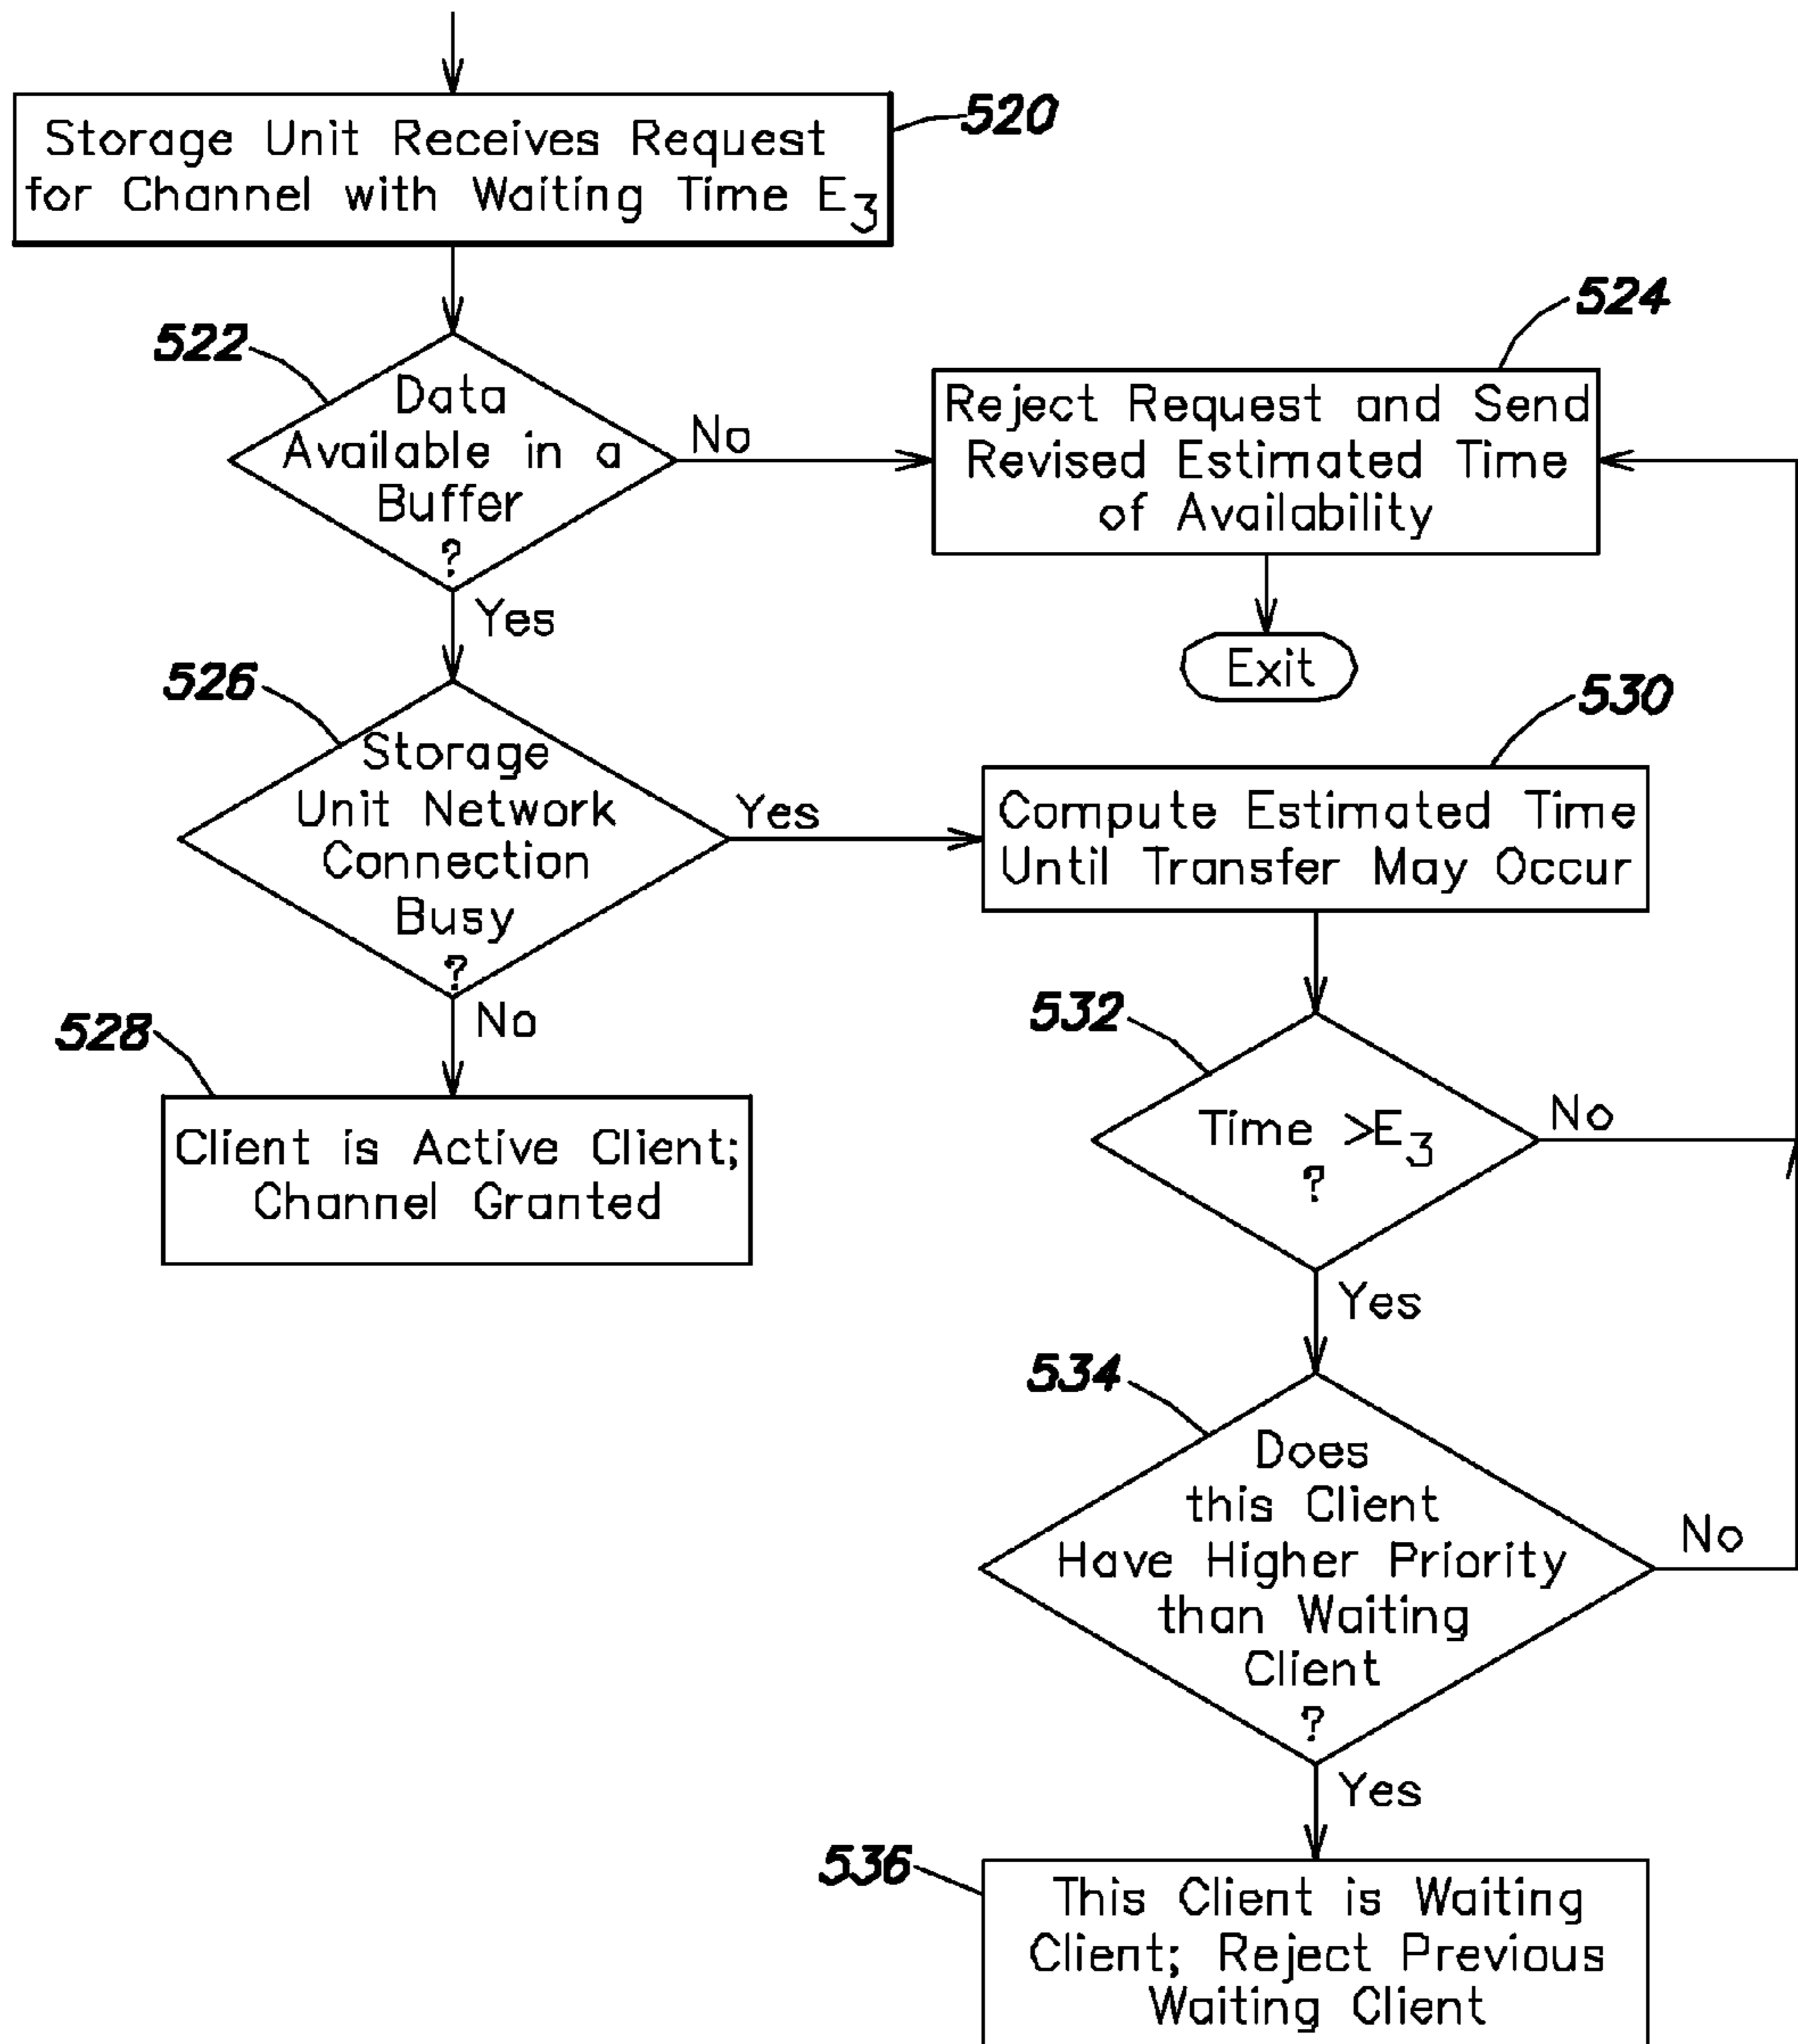 520
Storage Unit Receives Request
for Channel with Waiting Time E₃
522
Data
Available in a
Buffer
?
No
Yes
524
Reject Request and Send
Revised Estimated Time
of Availability
Exit
526
Storage
Unit Network
Connection
Busy
?
Yes
No
528
Client is Active Client;
Channel Granted
530
Compute Estimated Time
Until Transfer May Occur
532
Time >E₃
?
No
Yes
534
Does
this Client
Have Higher Priority
than Waiting
Client
?
No
Yes
536
This Client is Waiting
Client; Reject Previous
Waiting Client